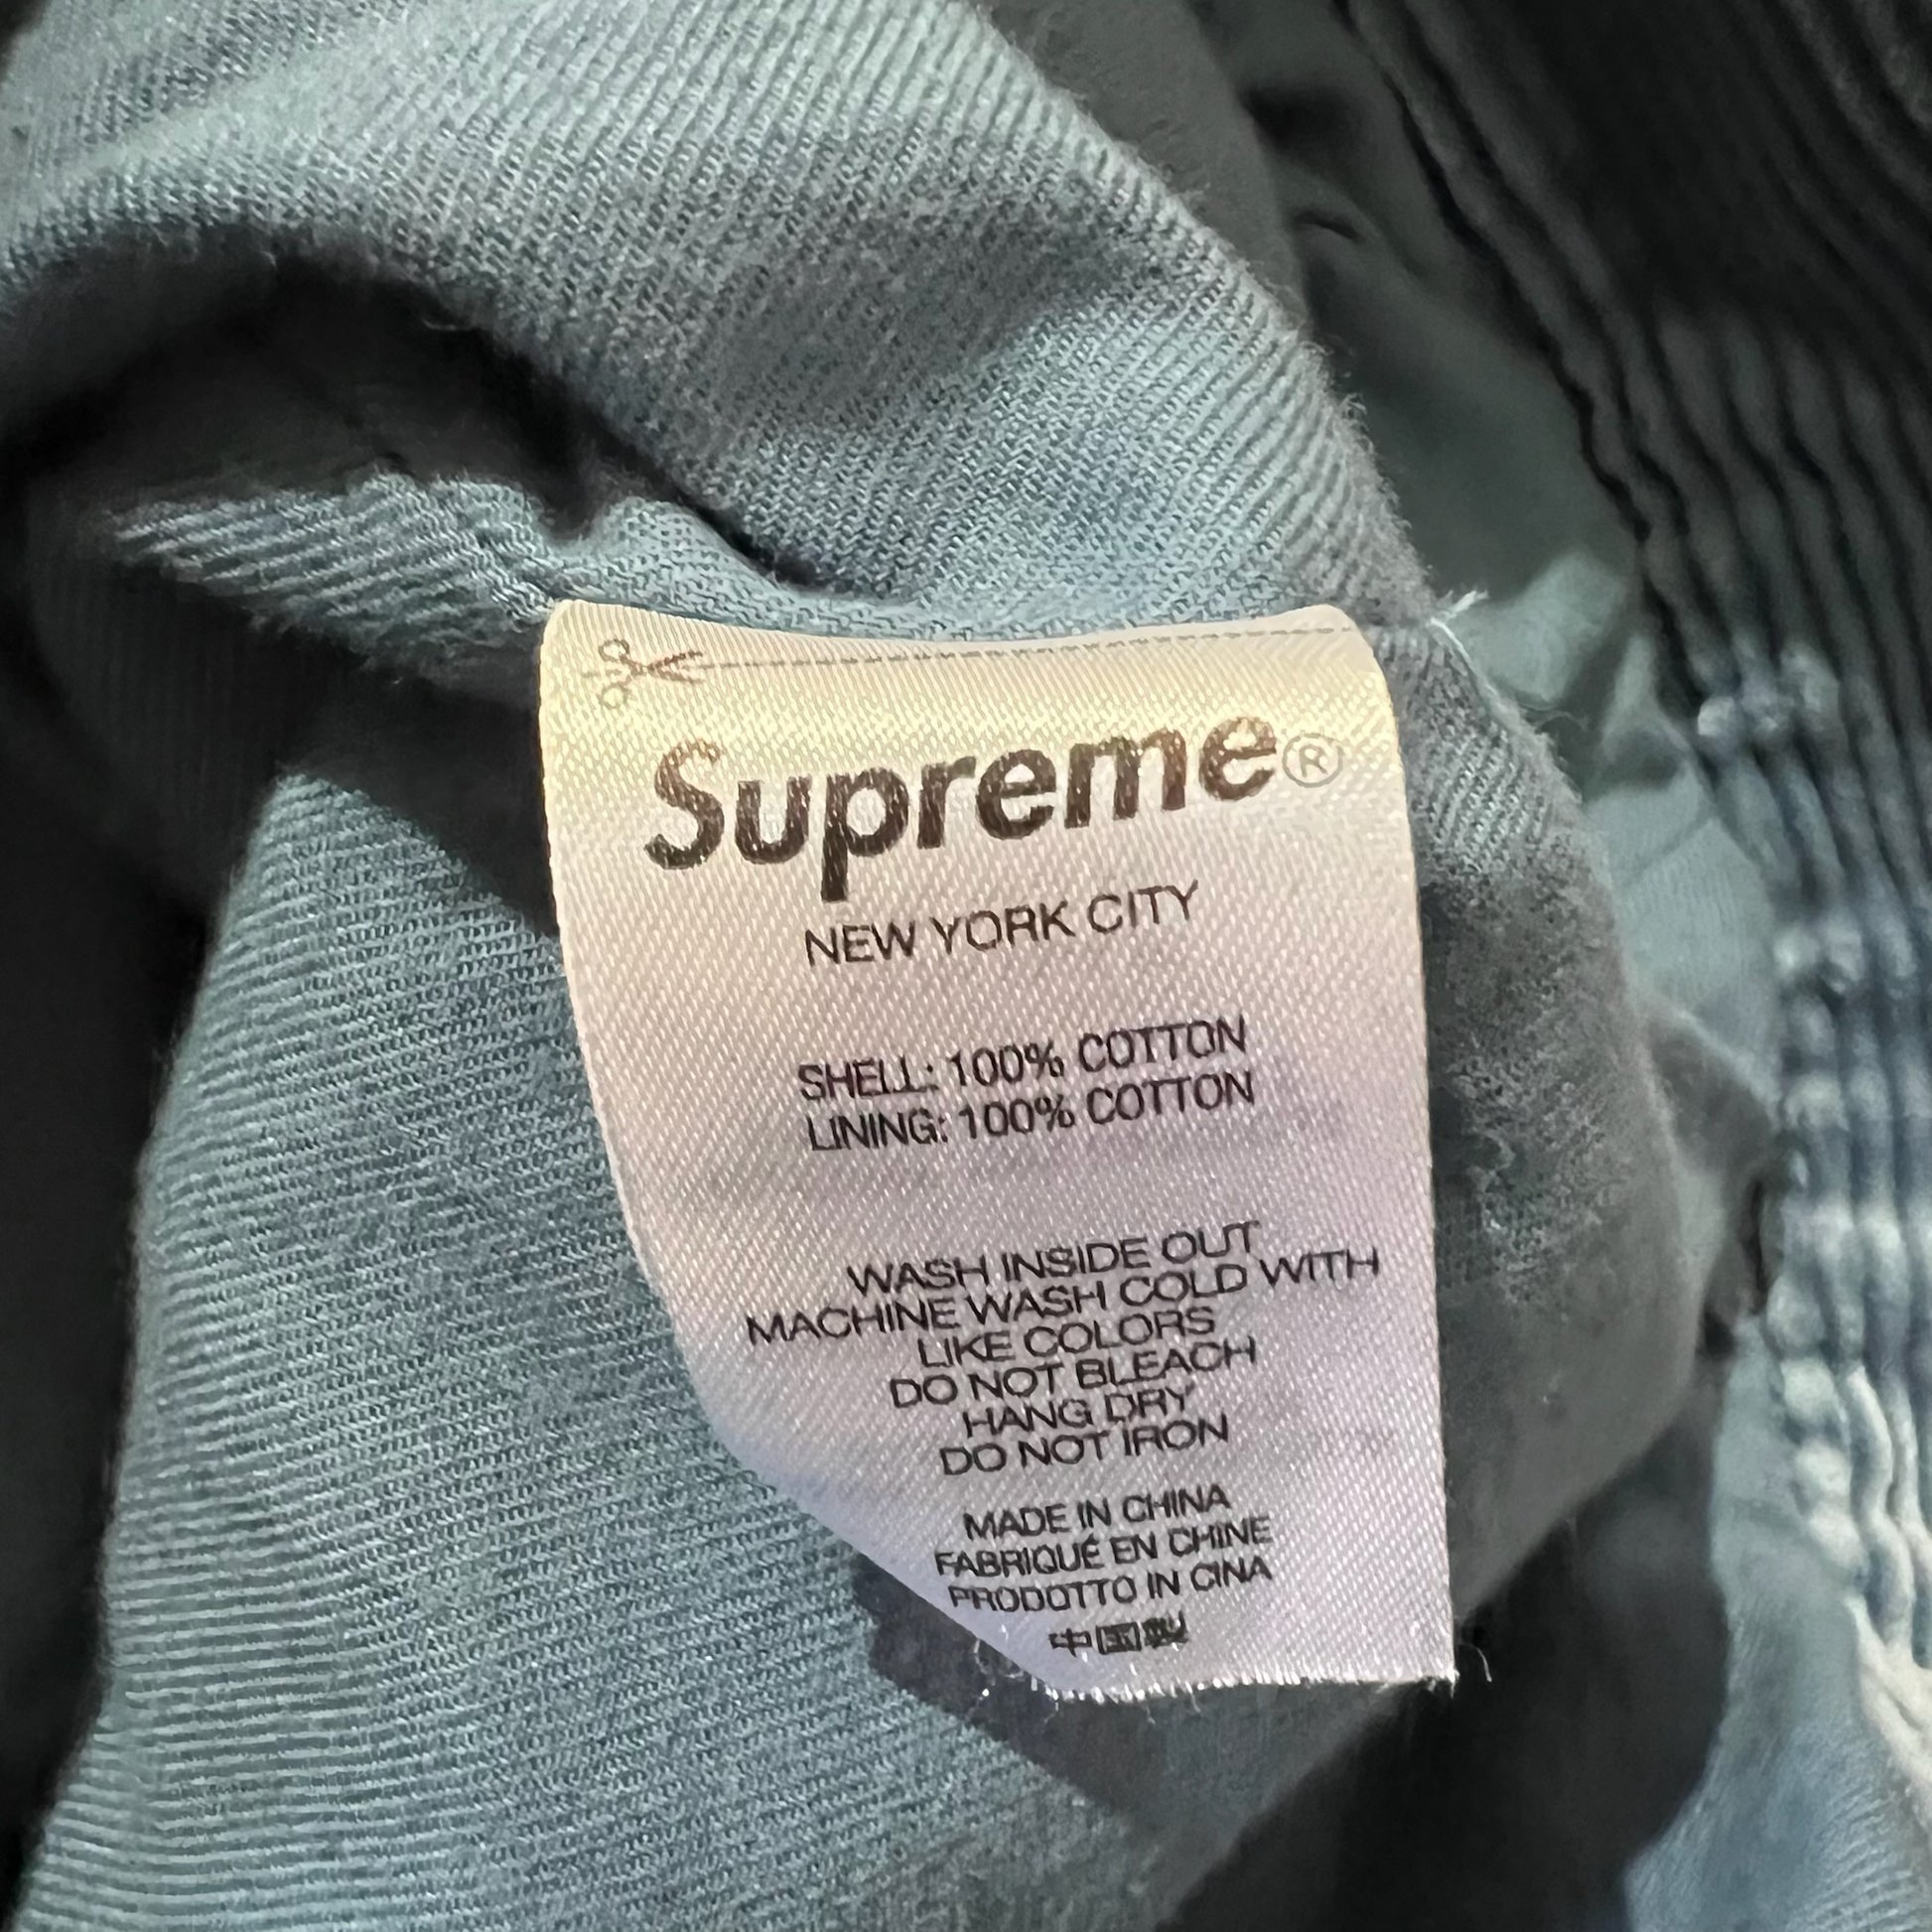 Supreme®
NEW YORK CITY
SHELL: 100% COTTON
LINING: 100% COTTON
WASH INSIDE OUT
MACHINE WASH COLD WITH
LIKE COLORS
DO NOT BLEACH
HANG DRY
DO NOT IRON
MADE IN CHINA
FABRIQUÉ EN CHINE
PRODOTTO IN CINA
中国製